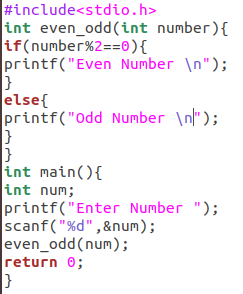 #include<stdio.h>
int even_odd(int number){
if(number%2==0){
printf("Even Number \n");
}
else{
printf("Odd Number \n");
}
}
int main(){
int num;
printf("Enter Number ");
scanf("%d",&num);
even_odd(num);
return 0;
}